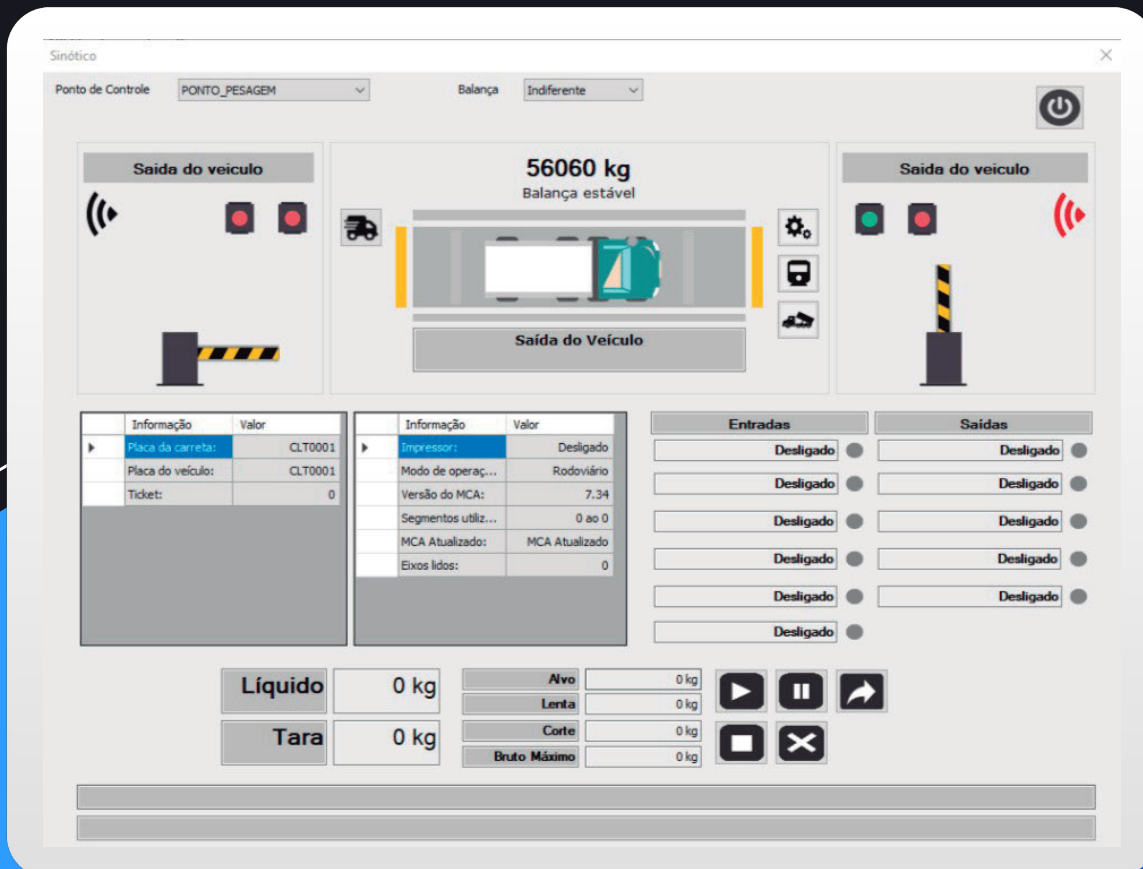 Sinótico
Ponto de Controle PONTO_PESAGEM Balança Indiferente
Saida do veiculo
56060 kg
Balança estável
Saída do Veículo
Saida do veiculo
Informação Valor
Placa da carreta: CLT0001
Placa do veículo: CLT0001
Ticket: 0
Informação Valor
Impressor: Desligado
Modo de operaç... Rodoviário
Versão do MCA: 7.34
Segmentos utiliz... 0 ao 0
MCA Atualizado: MCA Atualizado
Eixos lidos: 0
Entradas
Desligado
Desligado
Desligado
Desligado
Desligado
Desligado
Saídas
Desligado
Desligado
Desligado
Desligado
Desligado
Líquido 0 kg
Tara 0 kg
Alvo 0 kg
Lenta 0 kg
Corte 0 kg
Bruto Máximo 0 kg